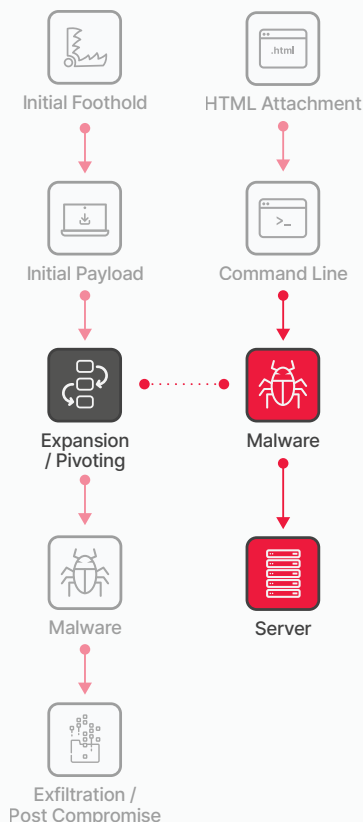 Initial Foothold
HTML Attachment
.html
Initial Payload
Command Line
>_
Expansion
/ Pivoting
Malware
Malware
Server
Exfiltration /
Post Compromise